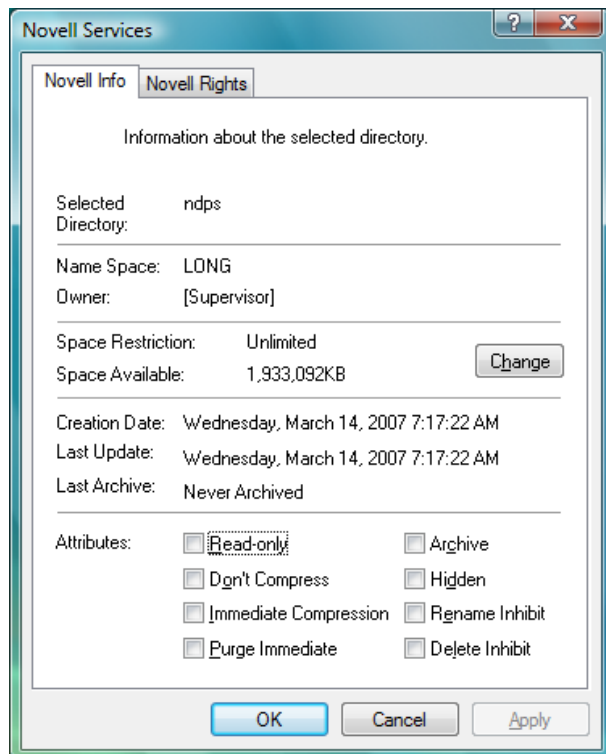 Novell Services
Novell Info
Novell Rights
Information about the selected directory.
Selected Directory: ndps
Name Space: LONG
Owner: [Supervisor]
Space Restriction: Unlimited
Space Available: 1,933,092KB
Change
Creation Date: Wednesday, March 14, 2007 7:17:22 AM
Last Update: Wednesday, March 14, 2007 7:17:22 AM
Last Archive: Never Archived
Attributes:
Read-only
Archive
Don't Compress
Hidden
Immediate Compression
Rename Inhibit
Purge Immediate
Delete Inhibit
OK
Cancel
Apply